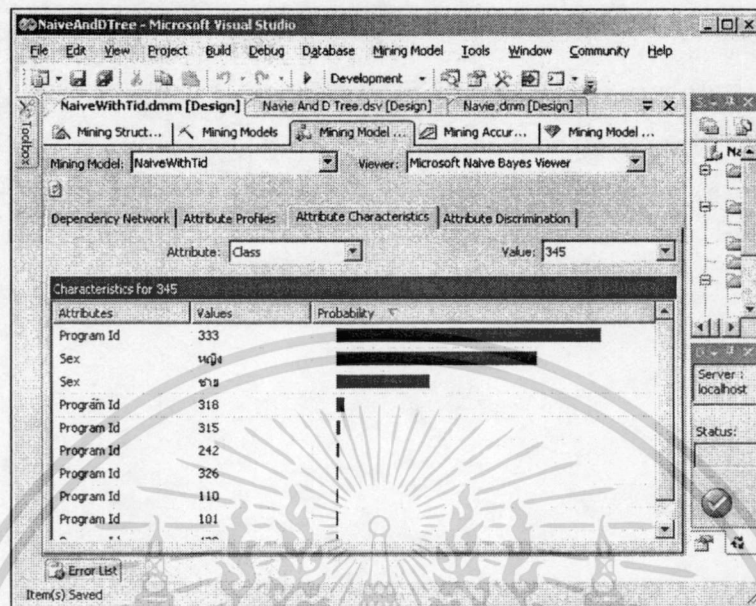 NaiveAndDTree - Microsoft Visual Studio
File Edit View Project Build Debug Database Mining Model Tools Window Community Help
Development
Toolbox
NaiveWithTid.dmm [Design] Navie And D Tree.dsv [Design] Navie.dmm [Design]
Mining Struct... Mining Models Mining Model ... Mining Accur... Mining Model ...
Mining Model: NaiveWithTid Viewer: Microsoft Naive Bayes Viewer
Dependency Network Attribute Profiles Attribute Characteristics Attribute Discrimination
Attribute: Class Value: 345
Characteristics for 345
Attributes Values Probability
Program Id 333
Sex หญิง
Sex ชาย
Program Id 318
Program Id 315
Program Id 242
Program Id 326
Program Id 110
Program Id 101
Server :
localhost
Status:
Error List
Item(s) Saved